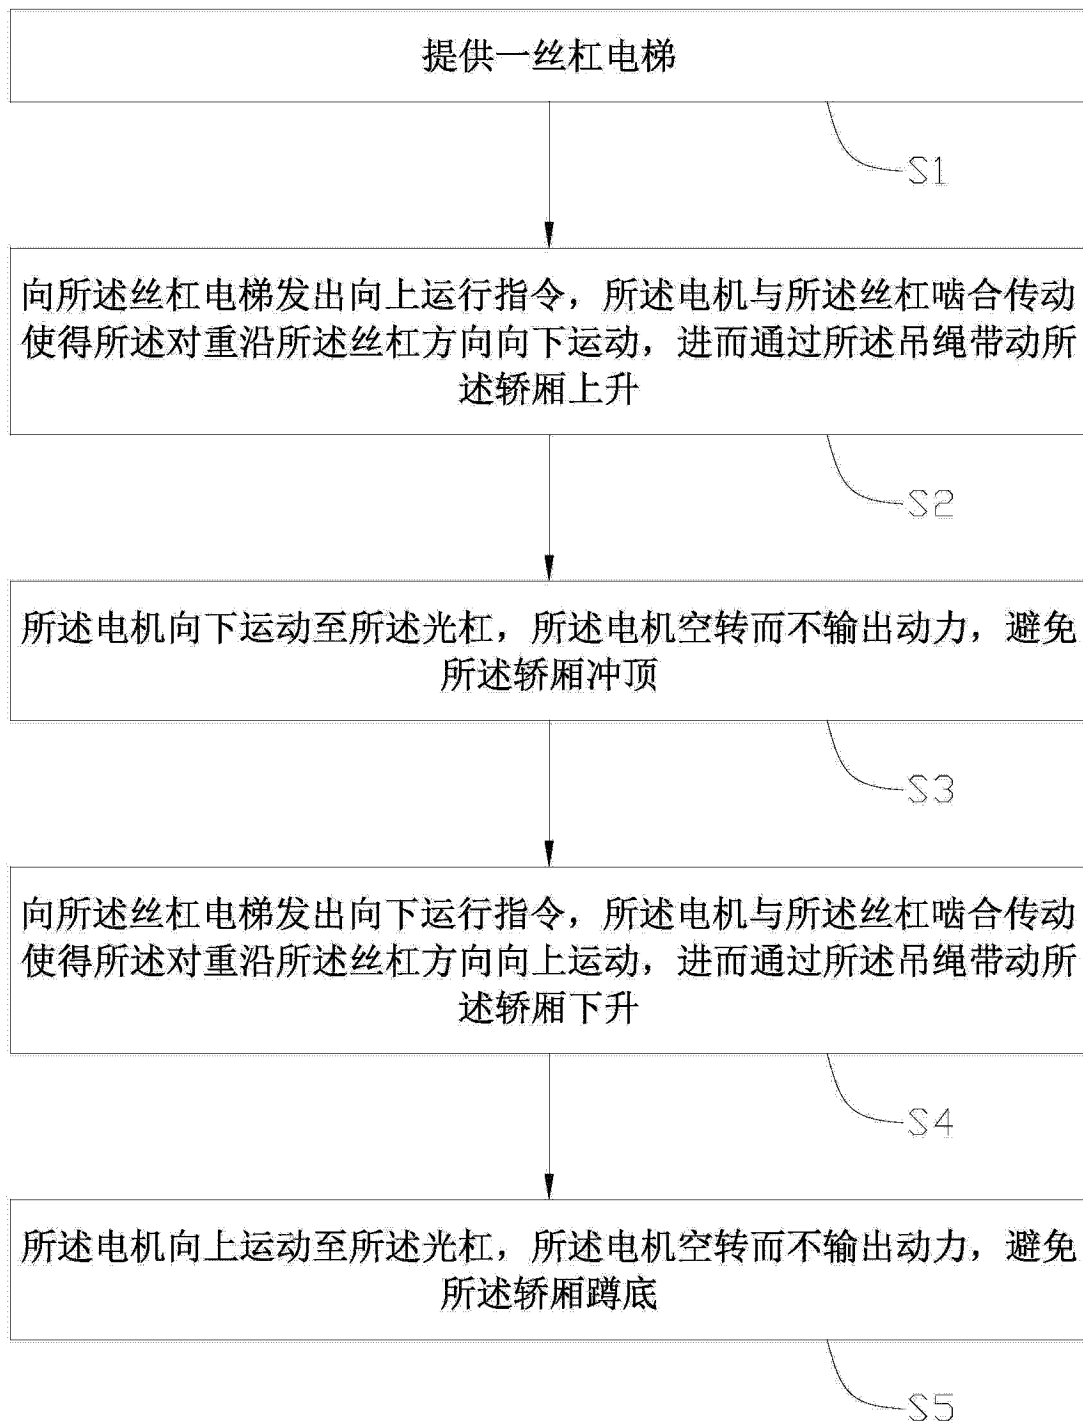 提供一丝杠电梯
S1
向所述丝杠电梯发出向上运行指令，所述电机与所述丝杠啮合传动
使得所述对重沿所述丝杠方向向下运动，进而通过所述吊绳带动所
述轿厢上升
S2
所述电机向下运动至所述光杠，所述电机空转而不输出动力，避免
所述轿厢冲顶
S3
向所述丝杠电梯发出向下运行指令，所述电机与所述丝杠啮合传动
使得所述对重沿所述丝杠方向向上运动，进而通过所述吊绳带动所
述轿厢下升
S4
所述电机向上运动至所述光杠，所述电机空转而不输出动力，避免
所述轿厢蹲底
S5